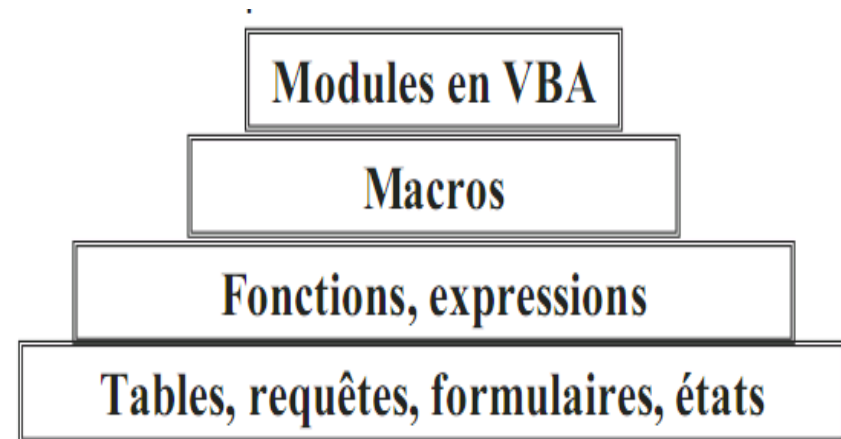 Modules en VBA
Macros
Fonctions, expressions
Tables, requêtes, formulaires, états